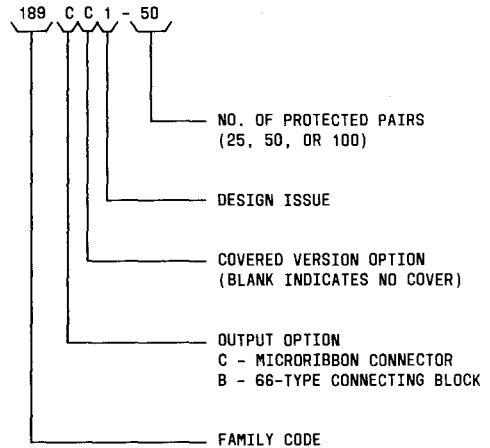 189 C C 1 - 50
NO. OF PROTECTED PAIRS
(25, 50, OR 100)
DESIGN ISSUE
COVERED VERSION OPTION
(BLANK INDICATES NO COVER)
OUTPUT OPTION
C - MICRORIBBON CONNECTOR
B - 66-TYPE CONNECTING BLOCK
FAMILY CODE